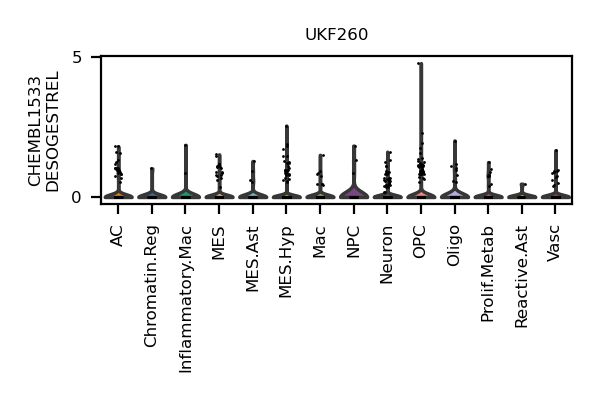 UKF260
CHEMBL1533
DESOGESTREL
5
0
AC
Chromatin.Reg
Inflammatory.Mac
MES
MES.Ast
MES.Hyp
Mac
NPC
Neuron
OPC
Oligo
Prolif.Metab
Reactive.Ast
Vasc